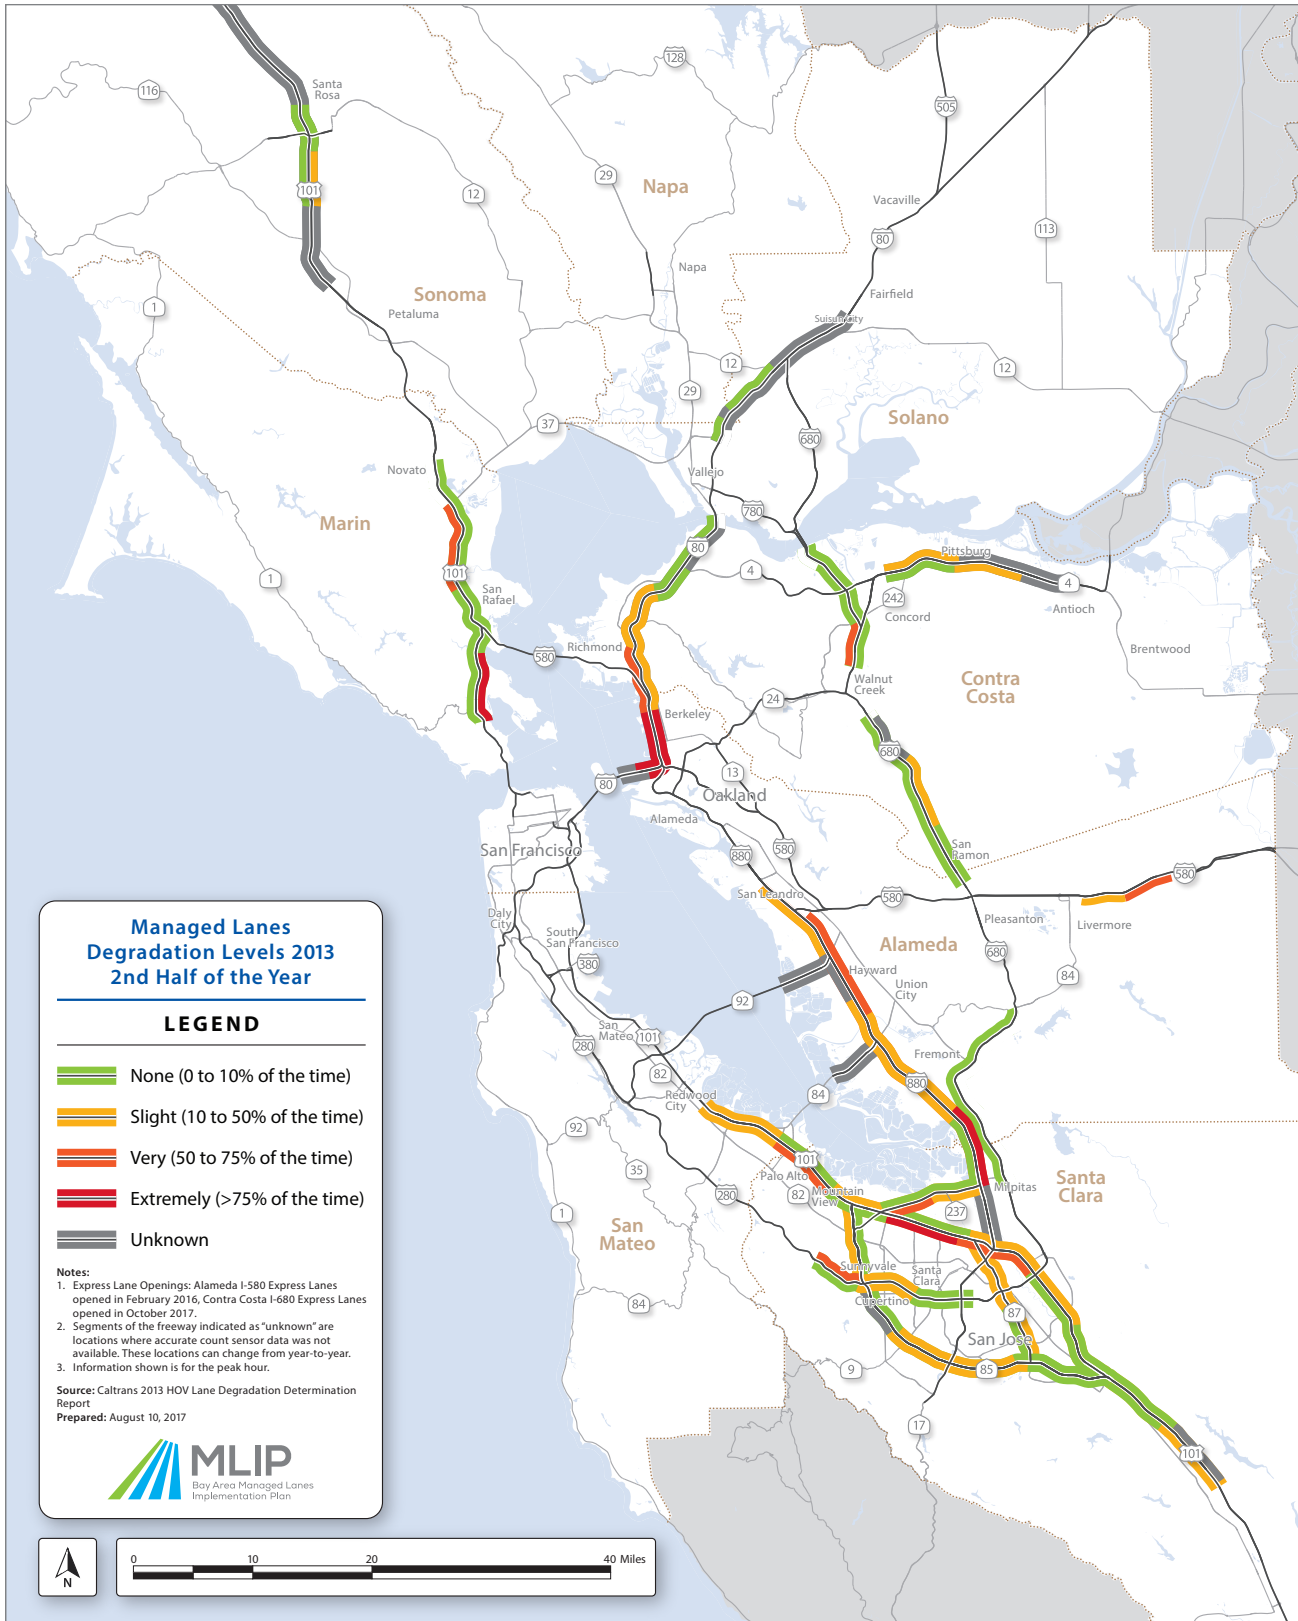 116
Santa
Rosa
128
505
29
Napa
12
101
Vacaville
113
80
Napa
Sonoma
1
Fairfield
Petaluma
Suisun City
12
12
29
Solano
37
680
Novato
Vallejo
Marin
780
80
Pittsburg
101
4
4
1
San
Rafael
242
Antioch
Concord
Richmond
580
Brentwood
Walnut
Creek
Contra
Costa
24
Berkeley
680
13
80
Oakland
Alameda
San Francisco
880
580
San
Ramon
580
San Leandro
580
Daly
City
Pleasanton
Livermore
South
San Francisco
Alameda
680
380
Hayward
84
Union
City
92
San
Mateo
101
280
Fremont
82
880
Redwood
City
84
92
101
35
Palo Alto
Santa
Clara
82
Mountain
View
Milpitas
280
237
1
San
Mateo
Sunnyvale
Santa
Clara
Cupertino
84
87
San Jose
9
85
17
101
Managed Lanes
Degradation Levels 2013
2nd Half of the Year
LEGEND
None (0 to 10% of the time)
Slight (10 to 50% of the time)
Very (50 to 75% of the time)
Extremely (>75% of the time)
Unknown
Notes:
1. Express Lane Openings: Alameda I-580 Express Lanes
opened in February 2016, Contra Costa I-680 Express Lanes
opened in October 2017.
2. Segments of the freeway indicated as "unknown" are
locations where accurate count sensor data was not
available. These locations can change from year-to-year.
3. Information shown is for the peak hour.
Source: Caltrans 2013 HOV Lane Degradation Determination
Report
Prepared: August 10, 2017
MLIP
Bay Area Managed Lanes
Implementation Plan
N
0 10 20 40 Miles